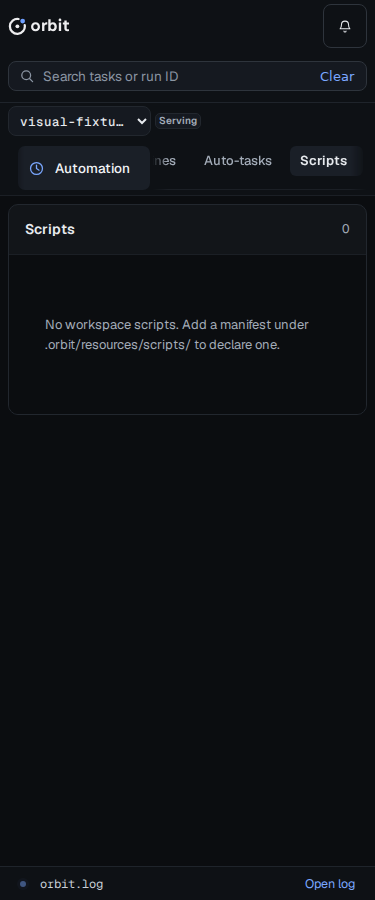 orbit
Search tasks or run ID Clear
visual-fixtu… Serving
Automation nes Auto-tasks Scripts
Scripts 0
No workspace scripts. Add a manifest under
.orbit/resources/scripts/ to declare one.
orbit.log Open log